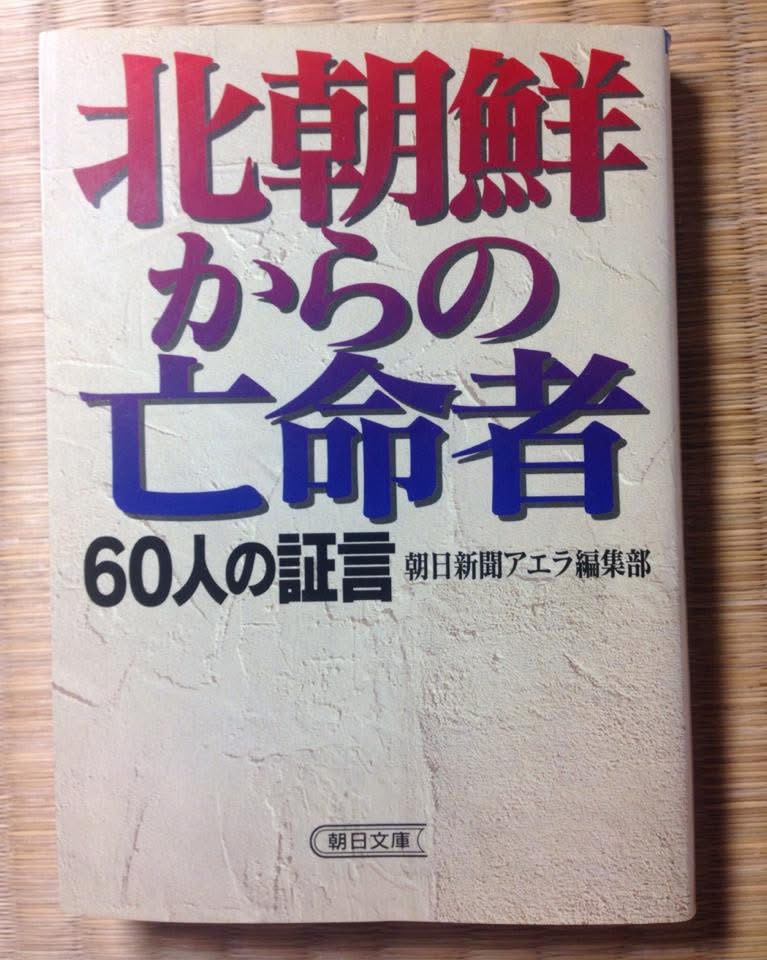 北朝鮮
からの
亡命者
60人の証言 朝日新聞アエラ編集部
朝日文庫